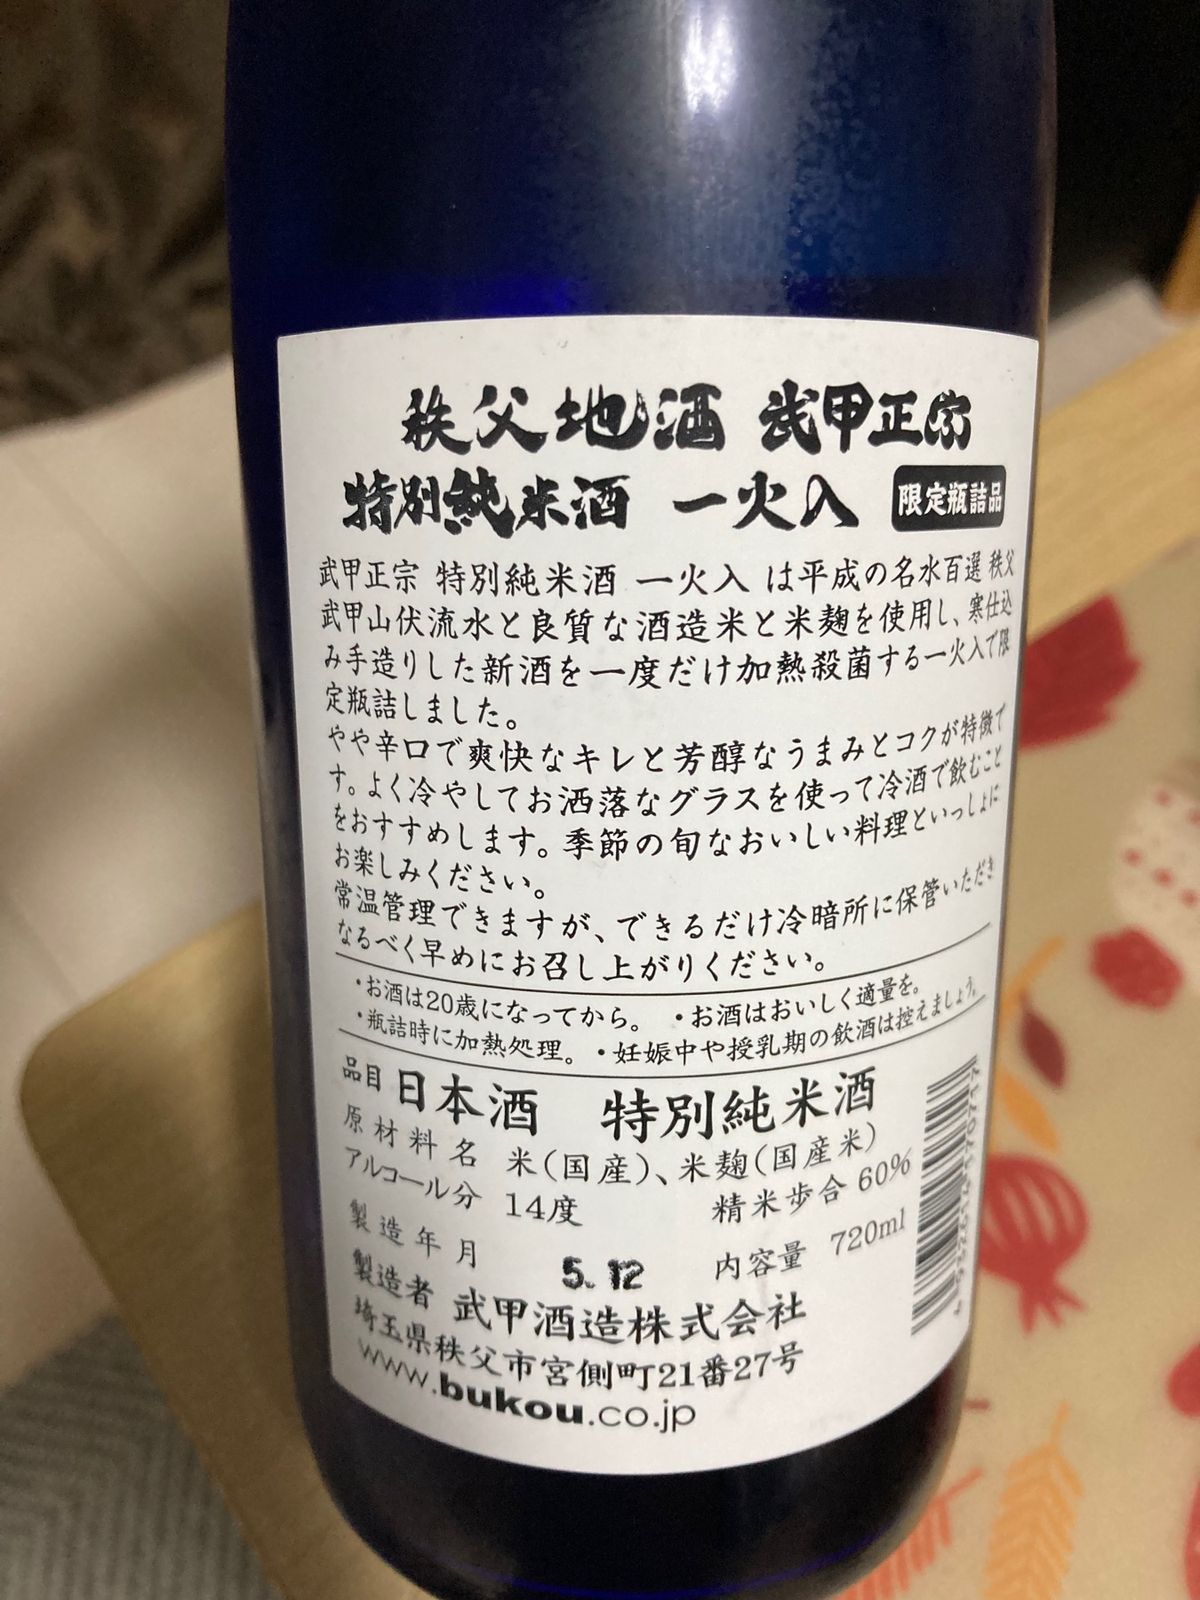 秩父地酒 武甲正宗
特別純米酒 一火入 限定瓶詰品
武甲正宗 特別純米酒 一火入 は平成の名水百選 秩父
武甲山伏流水と良質な酒造米と米麹を使用し、寒仕込
み手造りした新酒を一度だけ加熱殺菌する一火入で限
定瓶詰しました。
やや辛口で爽快なキレと芳醇なうまみとコクが特徴で
す。よく冷やしてお洒落なグラスを使って冷酒で飲むこと
をおすすめします。季節の旬なおいしい料理といっしょに
お楽しみください。
常温管理できますが、できるだけ冷暗所に保管いただき
なるべく早めにお召し上がりください。
・お酒は20歳になってから。 ・お酒はおいしく適量を。
・瓶詰時に加熱処理。・妊娠中や授乳期の飲酒は控えましょう。
品目 日本酒 特別純米酒
原材料名 米(国産)、米麹(国産米)
アルコール分 14度 精米歩合 60%
製造年月 5.12 内容量 720ml
製造者 武甲酒造株式会社
埼玉県秩父市宮側町21番27号
www.bukou.co.jp